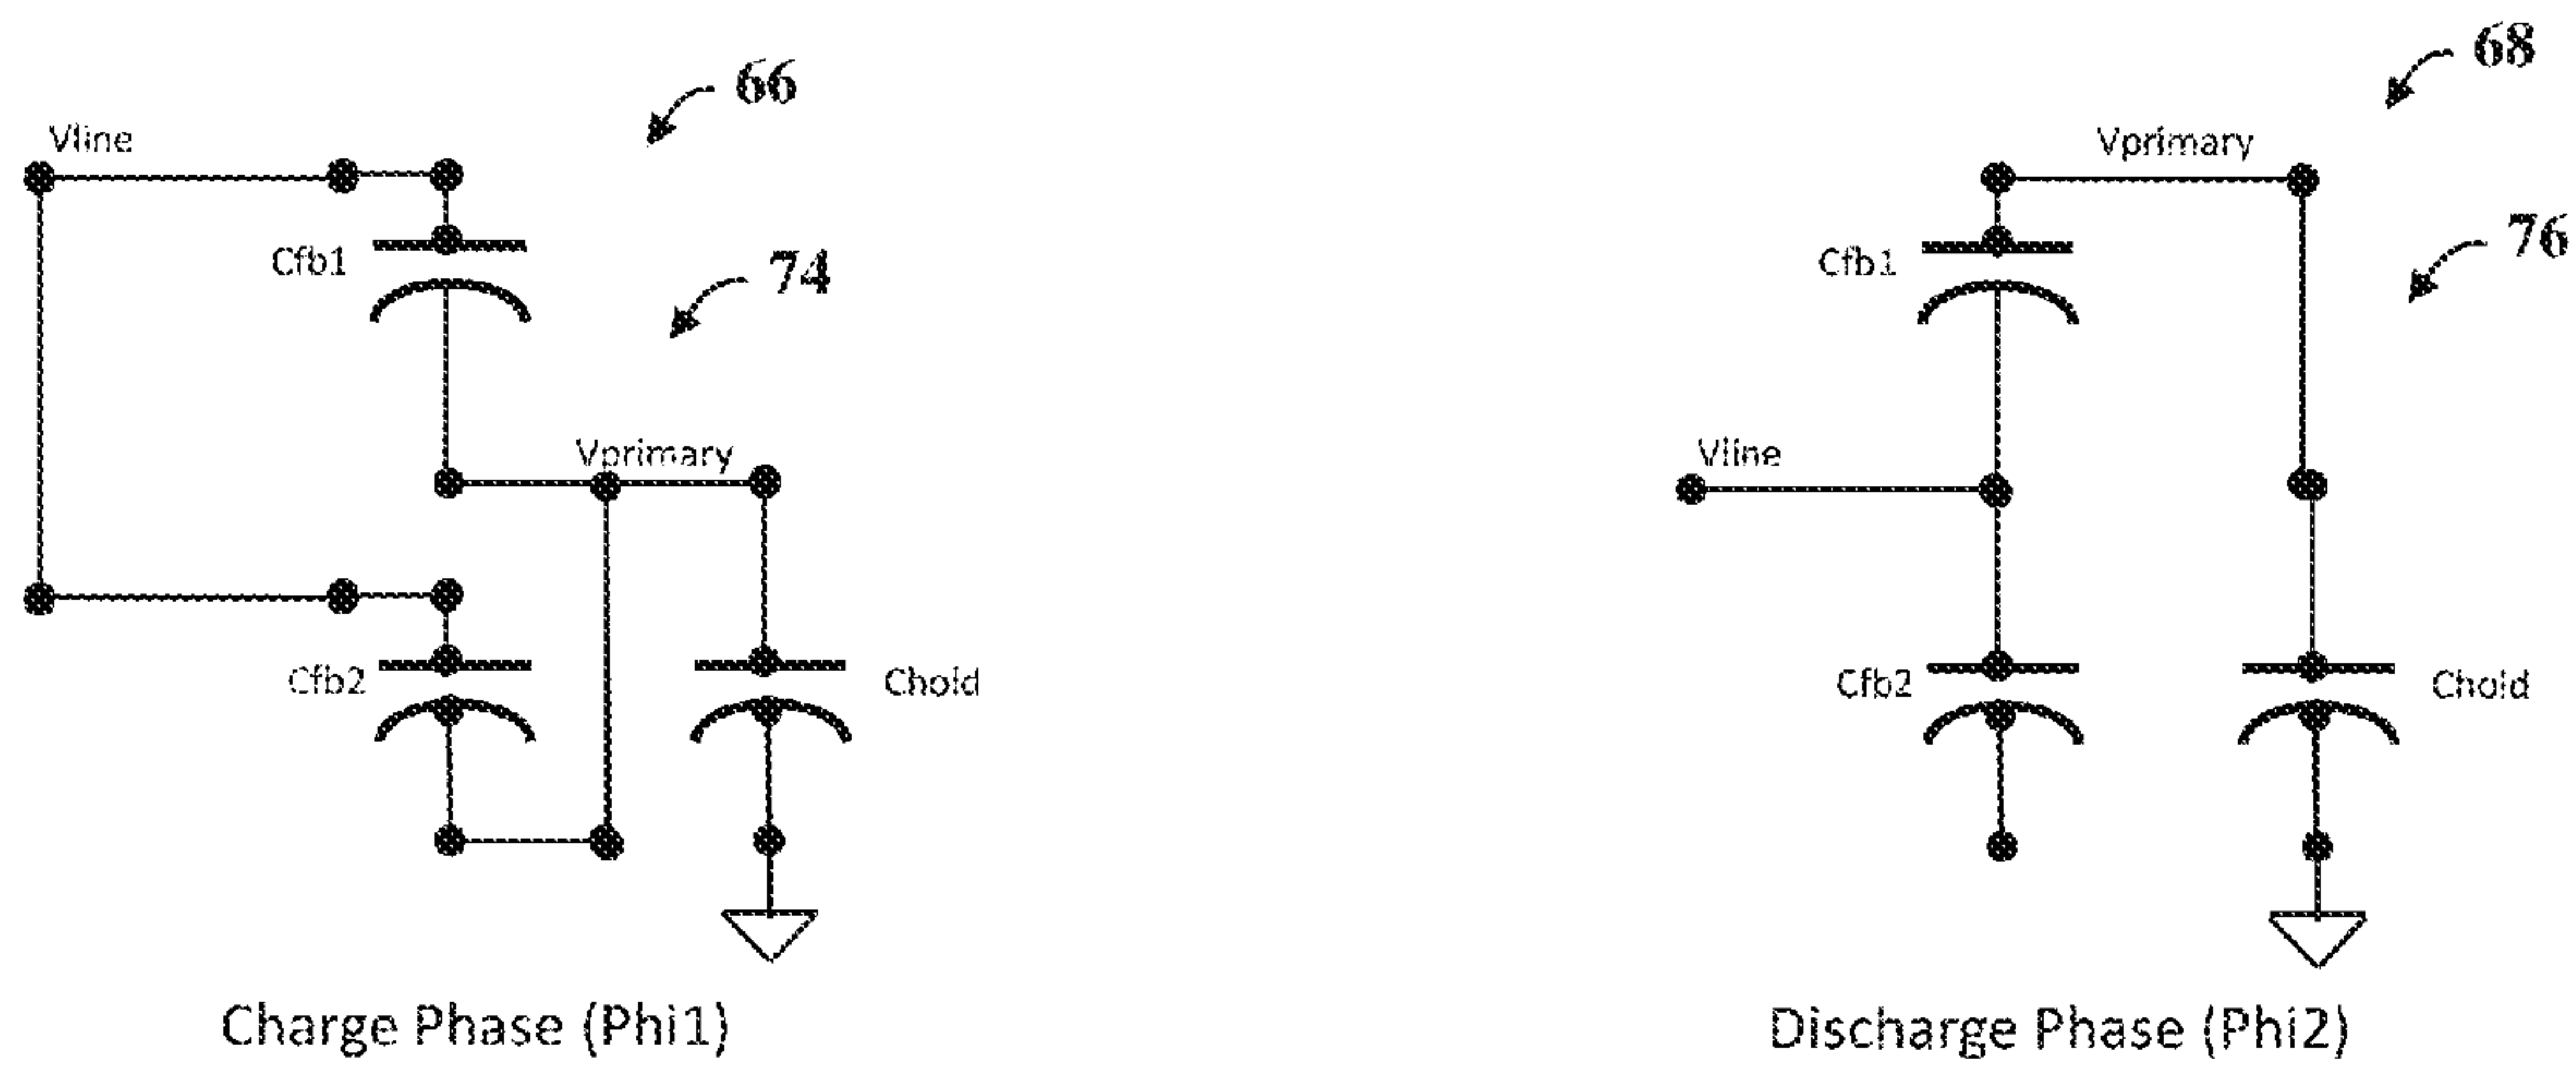 66
Vline
Cfb1
74
Vprimary
Cfb2
Chold
Charge Phase (Phi1)
68
Vprimary
76
Cfb1
Vline
Cfb2
Chold
Discharge Phase (Phi2)